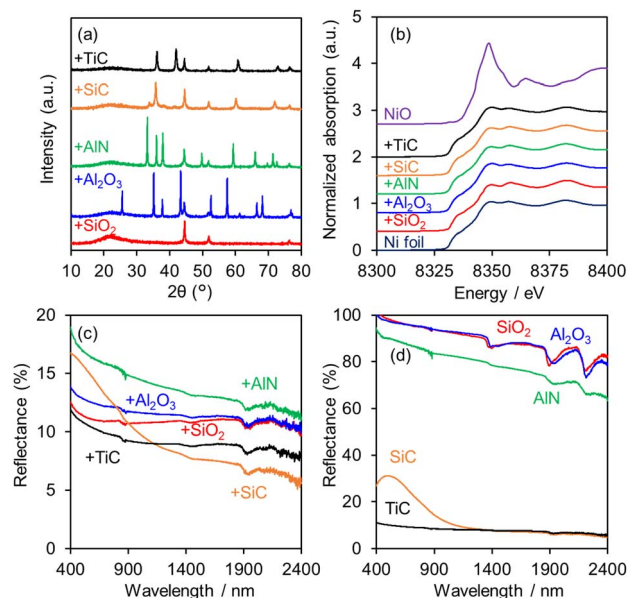 (a)
+TiC
+SiC
+AlN
+Al₂O₃
+SiO₂
Intensity (a.u.)
10 20 30 40 50 60 70 80
2θ (°)
(b)
5
4
3
2
1
0
NiO
+TiC
+SiC
+AlN
+Al₂O₃
+SiO₂
Ni foil
Normalized absorption (a.u.)
8300 8325 8350 8375 8400
Energy / eV
(c)
20
15
10
5
0
+AlN
+Al₂O₃
+SiO₂
+TiC
+SiC
Reflectance (%)
400 900 1400 1900 2400
Wavelength / nm
(d)
100
80
60
40
20
0
SiO₂
Al₂O₃
AlN
SiC
TiC
Reflectance (%)
400 900 1400 1900 2400
Wavelength / nm